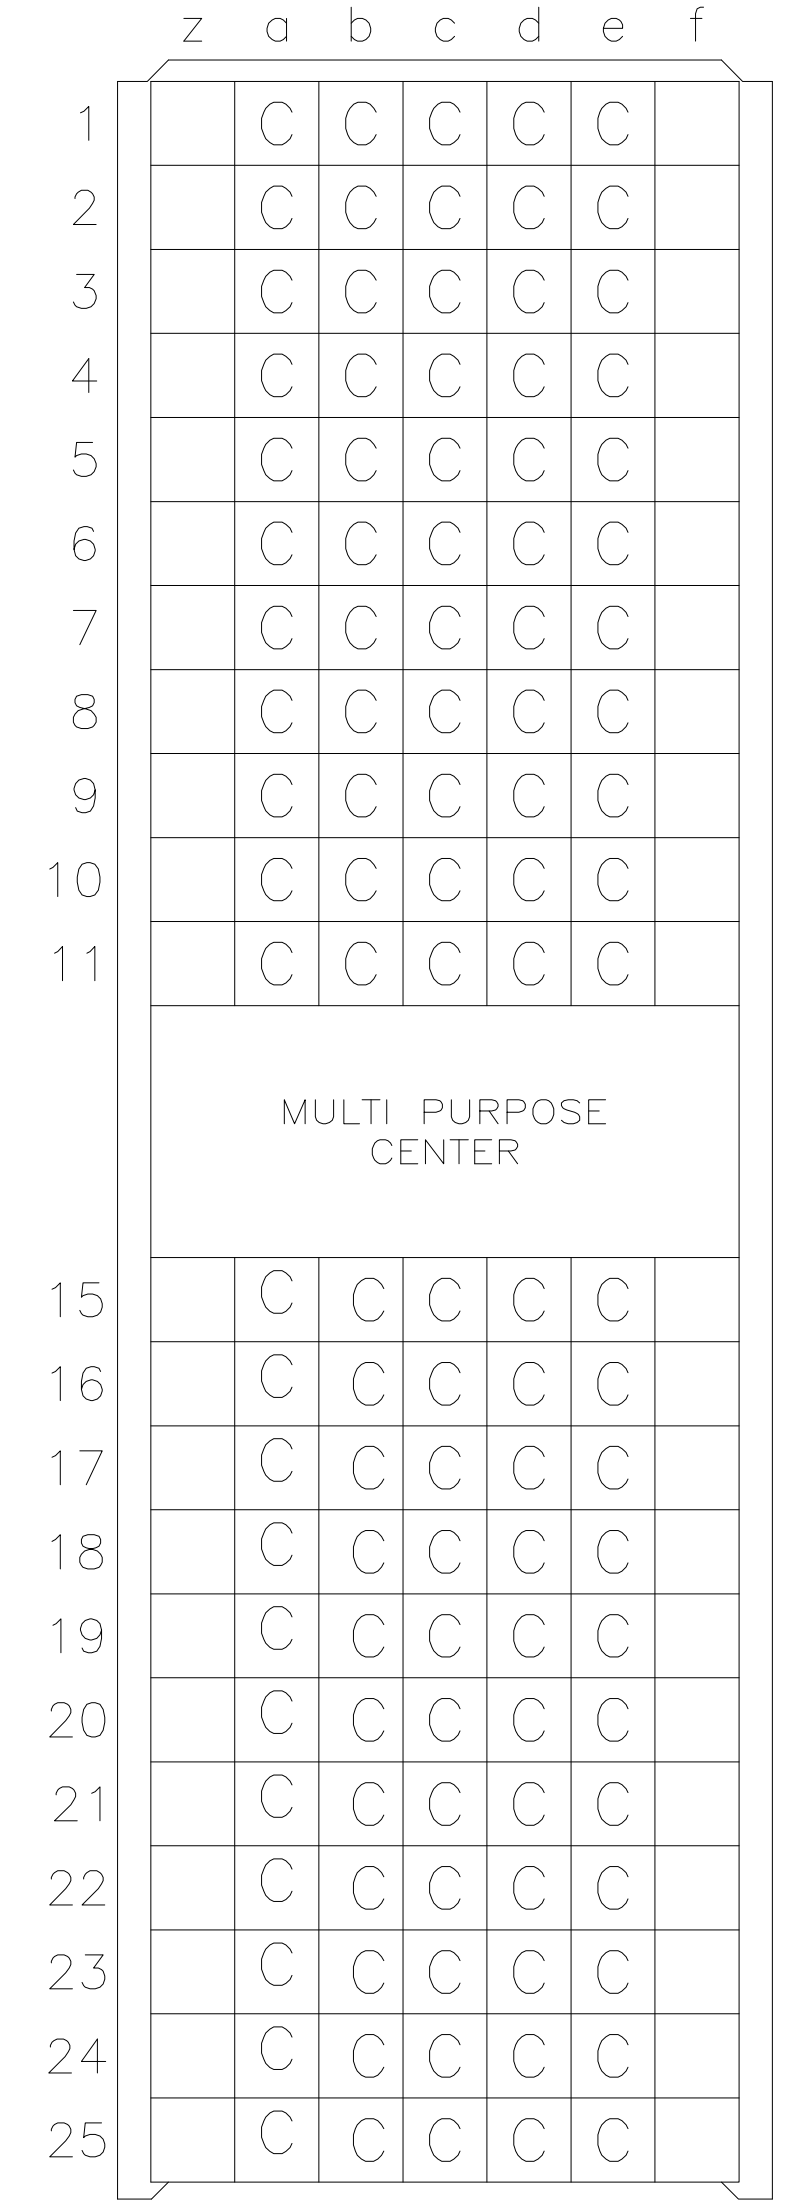 z a b c d e f
1 C C C C C
2 C C C C C
3 C C C C C
4 C C C C C
5 C C C C C
6 C C C C C
7 C C C C C
8 C C C C C
9 C C C C C
10 C C C C C
11 C C C C C
MULTI PURPOSE
CENTER
15 C C C C C
16 C C C C C
17 C C C C C
18 C C C C C
19 C C C C C
20 C C C C C
21 C C C C C
22 C C C C C
23 C C C C C
24 C C C C C
25 C C C C C